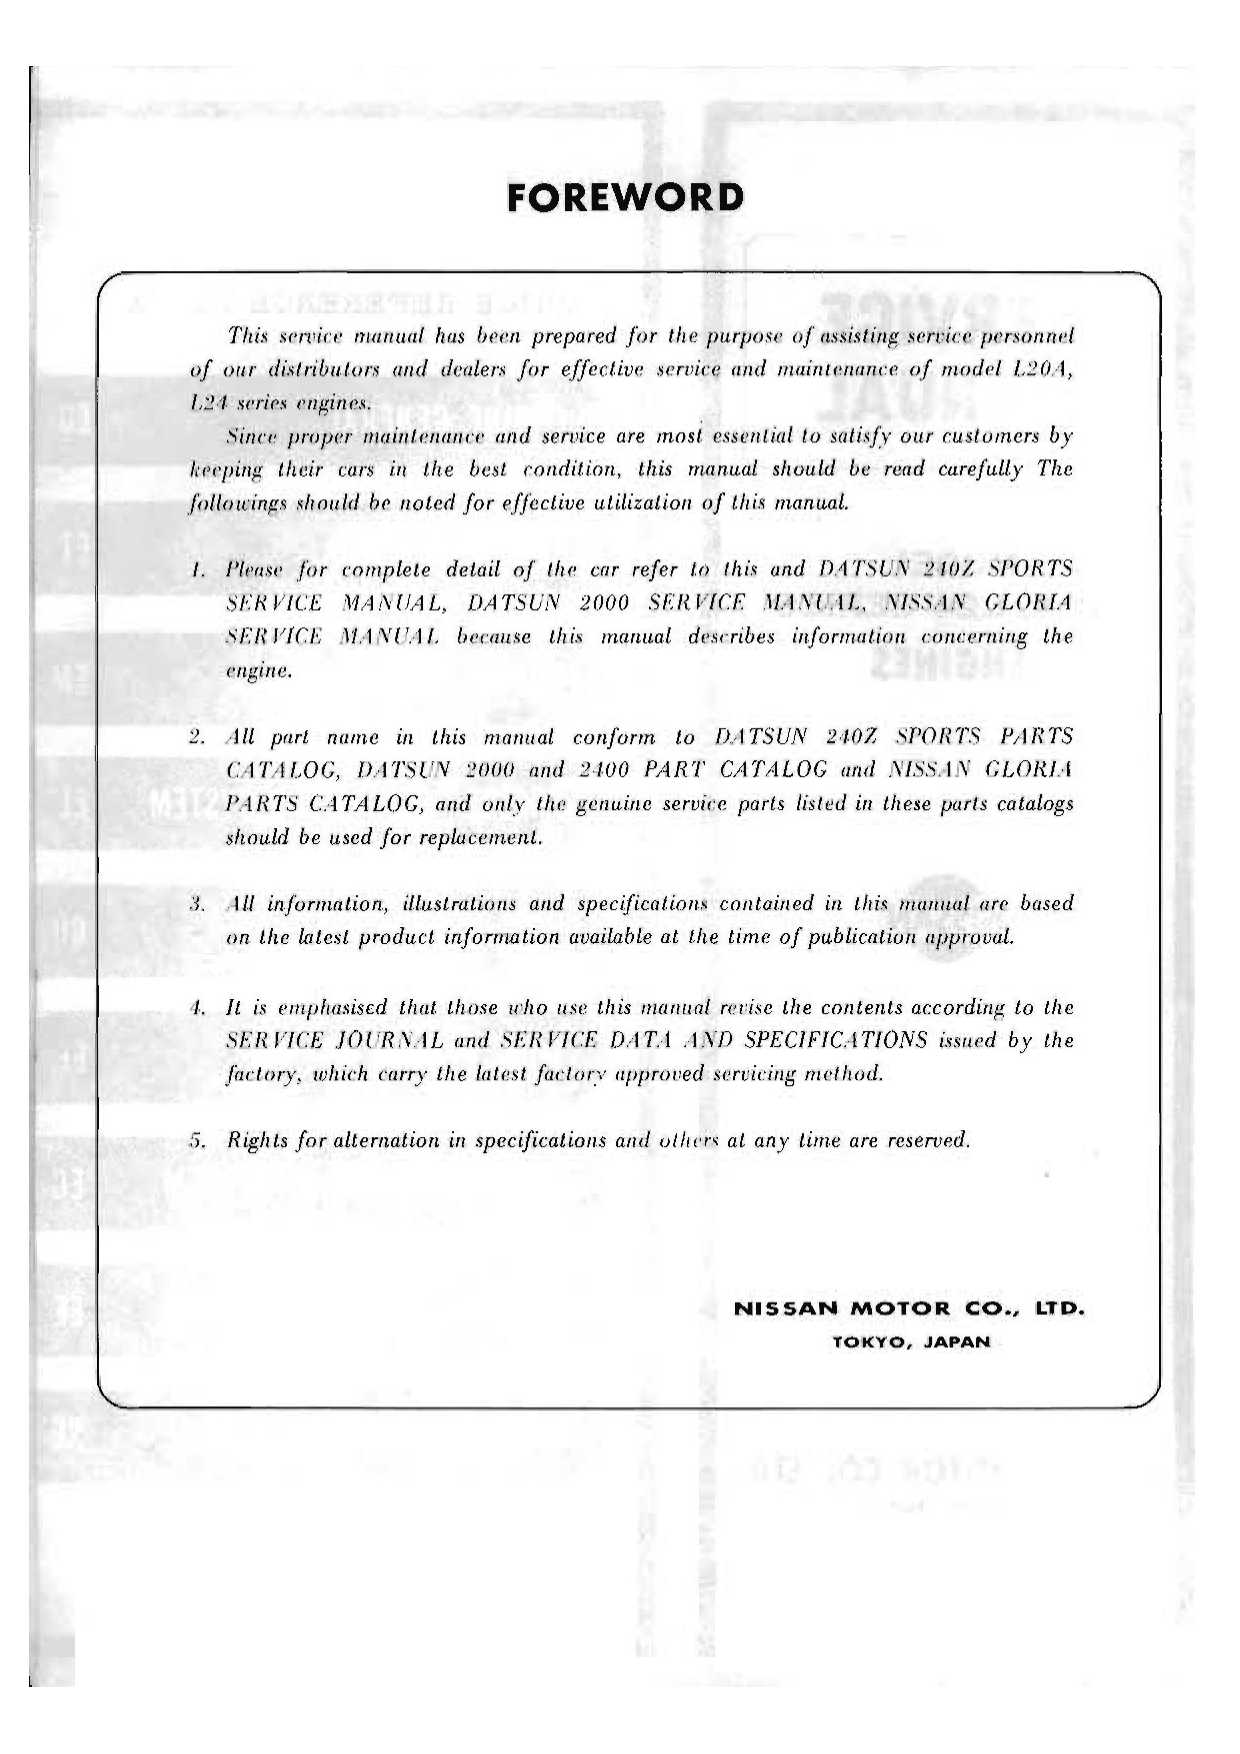 FOREWORD
This service manual has been prepared for the purpose of assisting service personnel
of our distributors and dealers for effective service and maintenance of model L20A,
L24 series engines.
Since proper maintenance and service are most essential to satisfy our customers by
keeping their cars in the best condition, this manual should be read carefully The
followings should be noted for effective utilization of this manual.
1. Please for complete detail of the car refer to this and DATSUN 240Z SPORTS
SERVICE MANUAL, DATSUN 2000 SERVICE MANUAL, NISSAN GLORIA
SERVICE MANUAL because this manual describes information concerning the
engine.
2. All part name in this manual conform to DATSUN 240Z SPORTS PARTS
CATALOG, DATSUN 2000 and 2400 PART CATALOG and NISSAN GLORIA
PARTS CATALOG, and only the genuine service parts listed in these parts catalogs
should be used for replacement.
3. All information, illustrations and specifications contained in this manual are based
on the latest product information available at the time of publication approval.
4. It is emphasised that those who use this manual revise the contents according to the
SERVICE JOURNAL and SERVICE DATA AND SPECIFICATIONS issued by the
factory, which carry the latest factory approved servicing method.
5. Rights for alternation in specifications and others at any time are reserved.
NISSAN MOTOR CO., LTD.
TOKYO, JAPAN